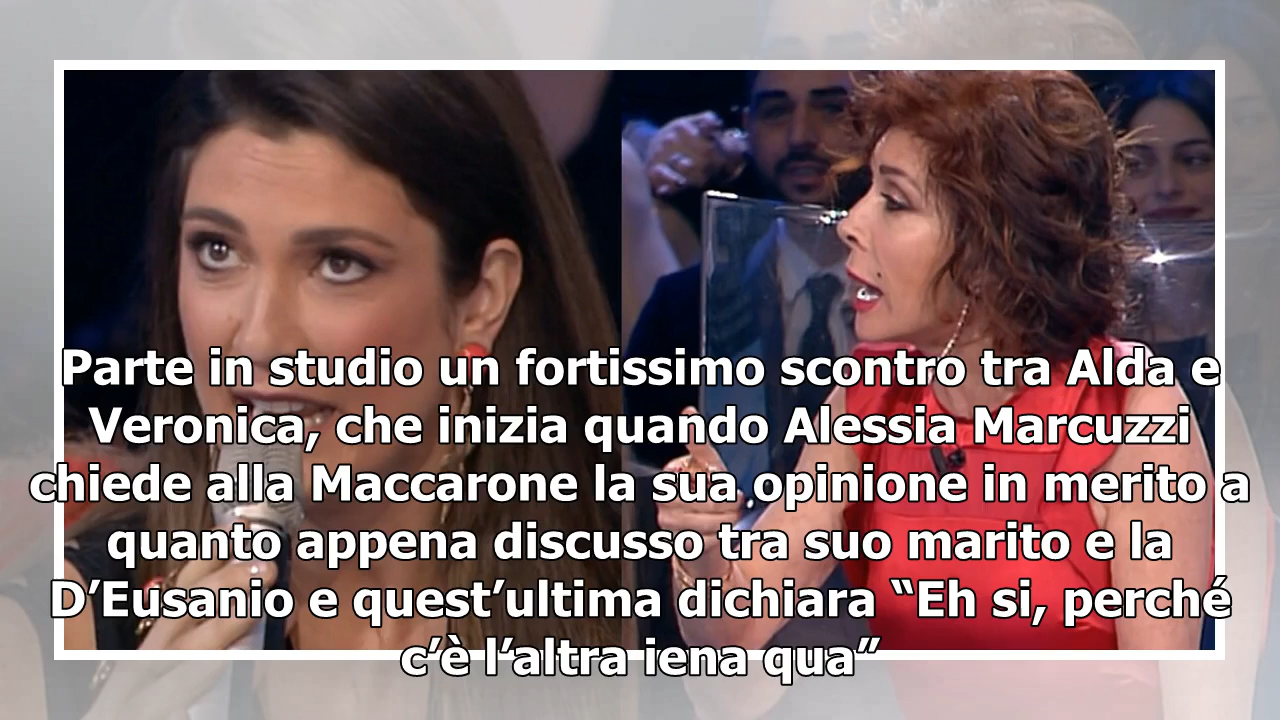 Parte in studio un fortissimo scontro tra Alda e
Veronica, che inizia quando Alessia Marcuzzi
chiede alla Maccarone la sua opinione in merito a
quanto appena discusso tra suo marito e la
D’Eusanio e quest’ultima dichiara “Eh si, perché
c’è l’altra iena qua”